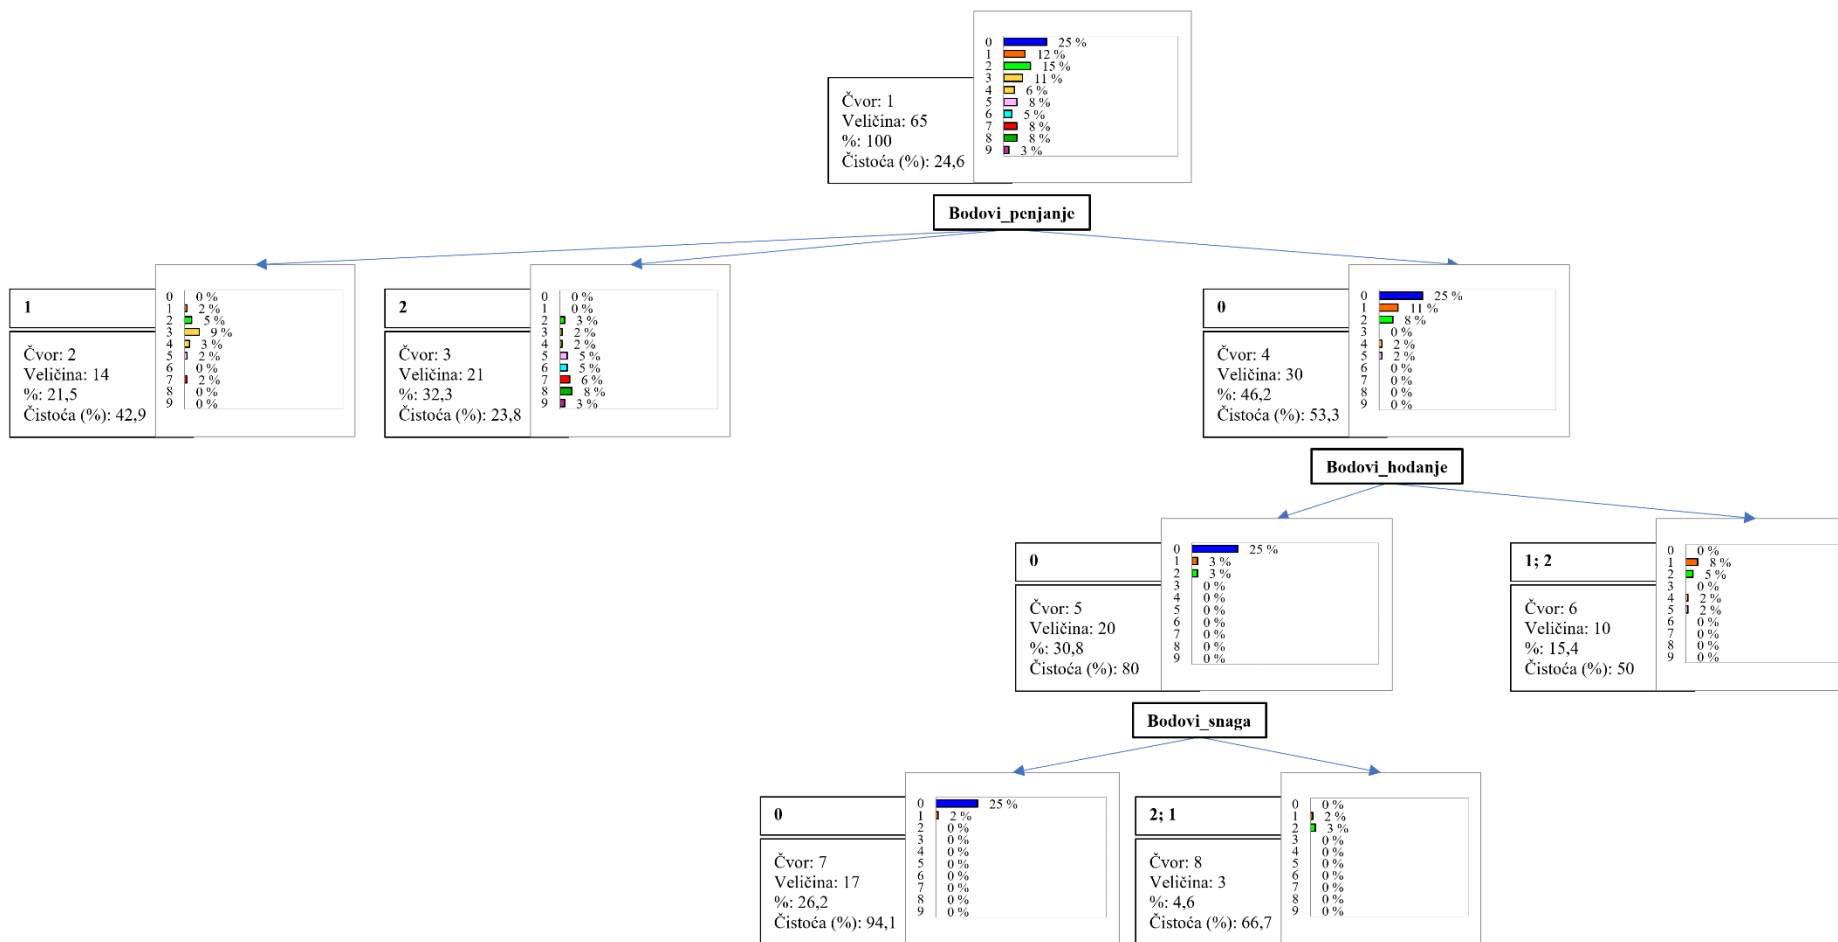 0 25 %
1 12 %
2 15 %
3 11 %
4 6 %
5 8 %
6 5 %
7 8 %
8 8 %
9 3 %
Čvor: 1
Veličina: 65
%: 100
Čistoća (%): 24,6
Bodovi_penjanje
1
Čvor: 2
Veličina: 14
%: 21,5
Čistoća (%): 42,9
0 0 %
1 2 %
2 5 %
3 9 %
4 3 %
5 2 %
6 0 %
7 2 %
8 0 %
9 0 %
2
Čvor: 3
Veličina: 21
%: 32,3
Čistoća (%): 23,8
0 0 %
1 0 %
2 3 %
3 2 %
4 2 %
5 5 %
6 5 %
7 6 %
8 8 %
9 3 %
0
Čvor: 4
Veličina: 30
%: 46,2
Čistoća (%): 53,3
0 25 %
1 11 %
2 8 %
3 0 %
4 2 %
5 2 %
6 0 %
7 0 %
8 0 %
9 0 %
Bodovi_hodanje
0
Čvor: 5
Veličina: 20
%: 30,8
Čistoća (%): 80
0 25 %
1 3 %
2 3 %
3 0 %
4 0 %
5 0 %
6 0 %
7 0 %
8 0 %
9 0 %
1; 2
Čvor: 6
Veličina: 10
%: 15,4
Čistoća (%): 50
0 0 %
1 8 %
2 5 %
3 0 %
4 2 %
5 2 %
6 0 %
7 0 %
8 0 %
9 0 %
Bodovi_snaga
0
Čvor: 7
Veličina: 17
%: 26,2
Čistoća (%): 94,1
0 25 %
1 2 %
2 0 %
3 0 %
4 0 %
5 0 %
6 0 %
7 0 %
8 0 %
9 0 %
2; 1
Čvor: 8
Veličina: 3
%: 4,6
Čistoća (%): 66,7
0 0 %
1 2 %
2 3 %
3 0 %
4 0 %
5 0 %
6 0 %
7 0 %
8 0 %
9 0 %